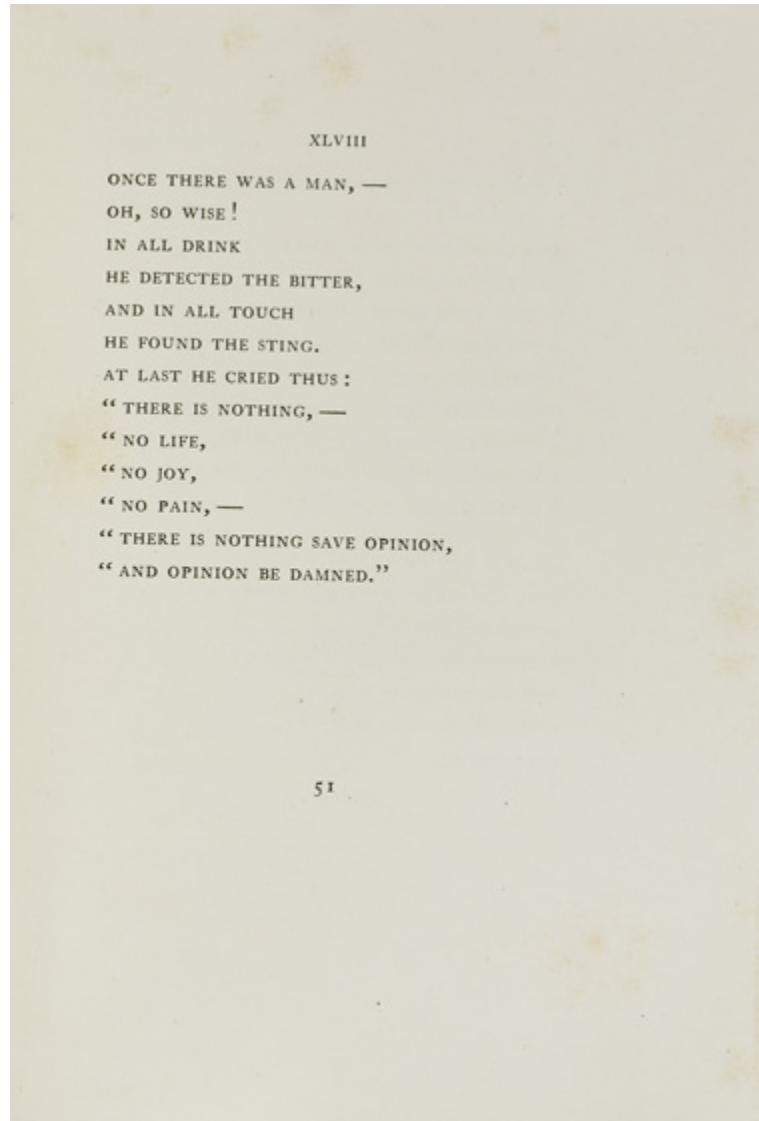 XLVIII
ONCE THERE WAS A MAN, —
OH, SO WISE!
IN ALL DRINK
HE DETECTED THE BITTER,
AND IN ALL TOUCH
HE FOUND THE STING.
AT LAST HE CRIED THUS:
“ THERE IS NOTHING, —
“ NO LIFE,
“ NO JOY,
“ NO PAIN, —
“ THERE IS NOTHING SAVE OPINION,
“ AND OPINION BE DAMNED.”
51